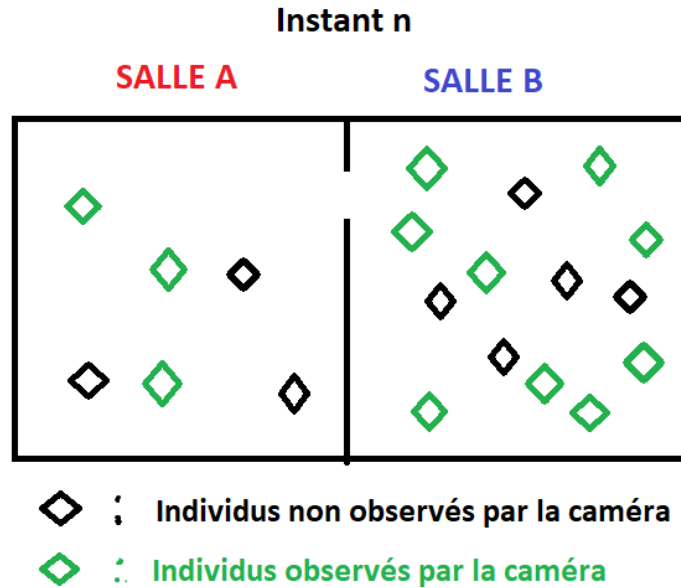 Instant n
SALLE A SALLE B
: Individus non observés par la caméra
: Individus observés par la caméra